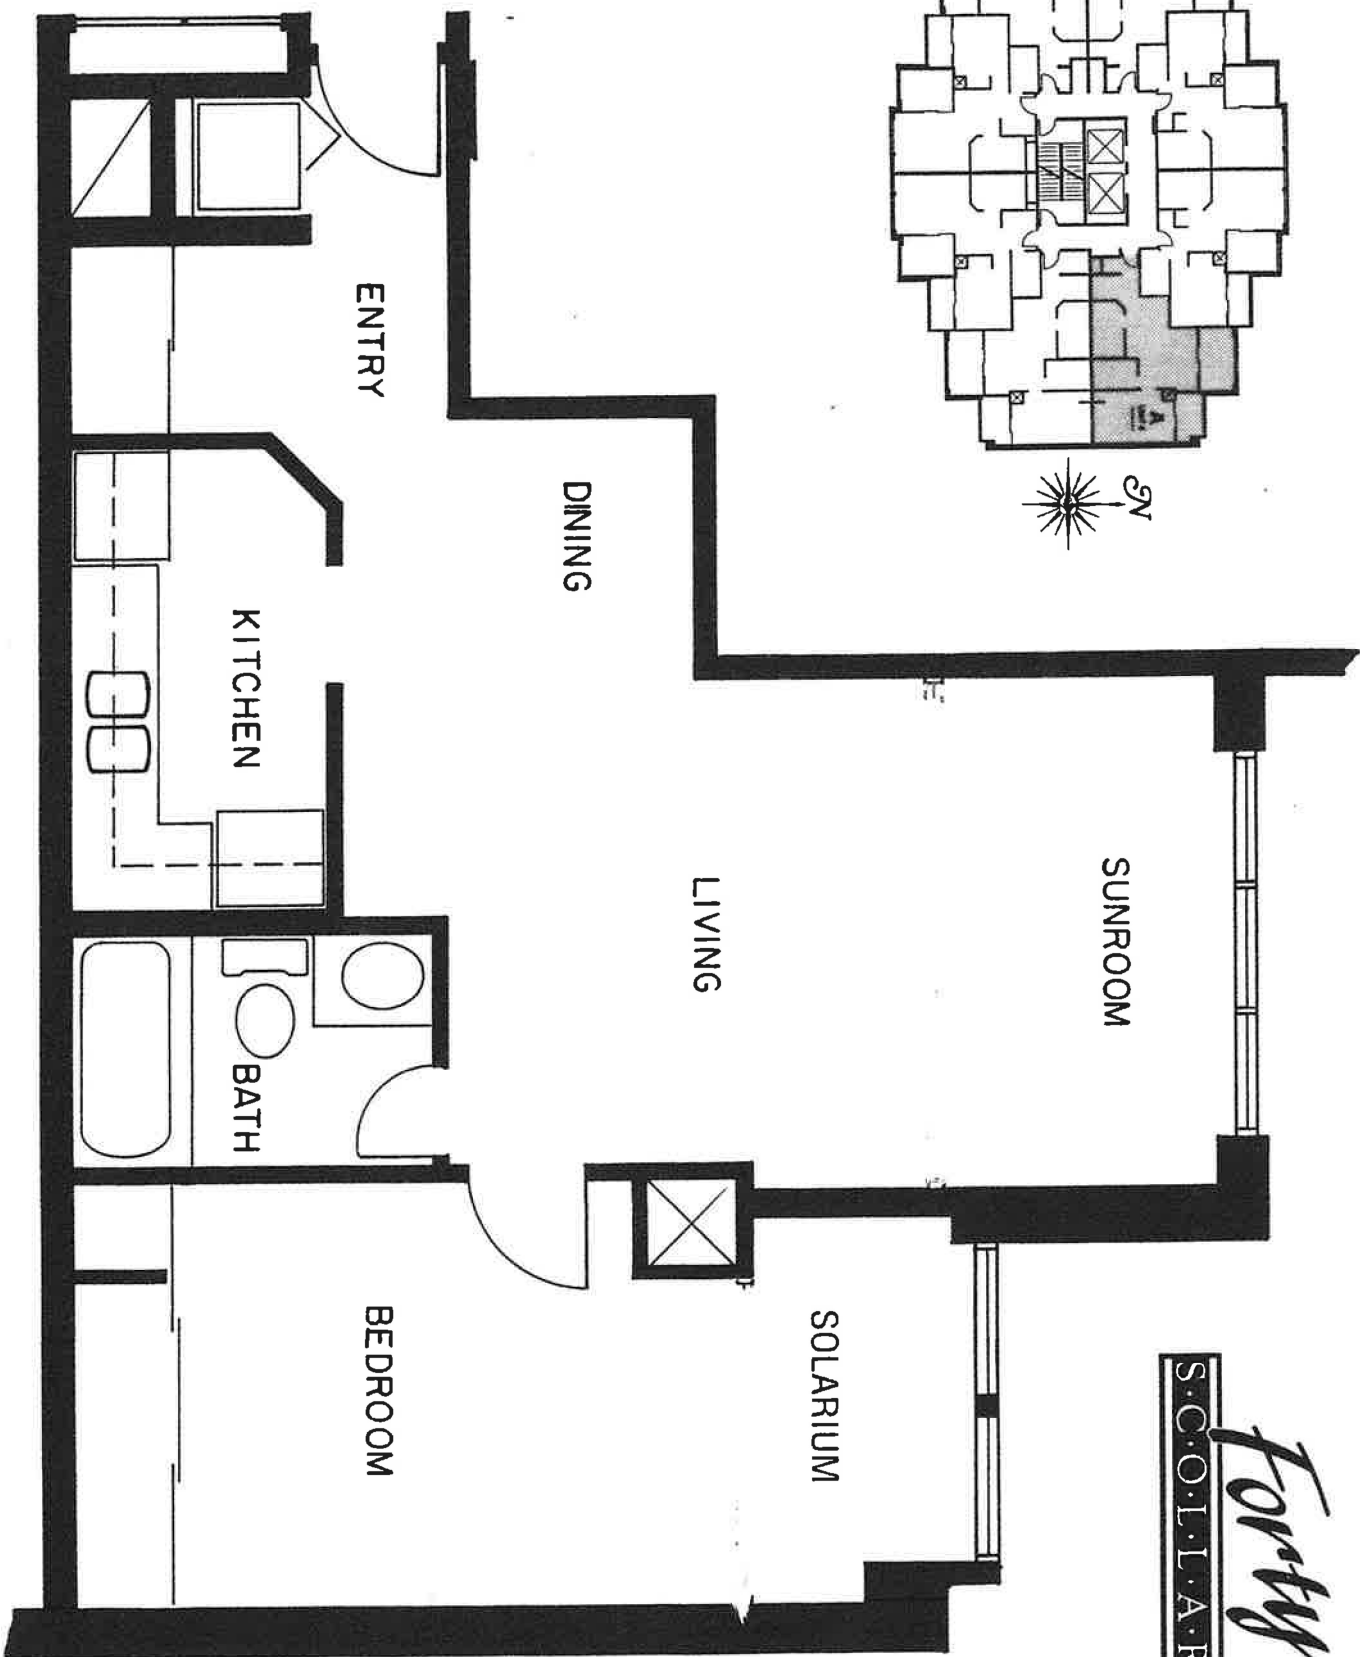 N
A
ENTRY
DINING
KITCHEN
LIVING
SUNROOM
BATH
BEDROOM
SOLARIUM
Forty
S·C·O·L·L·A·R